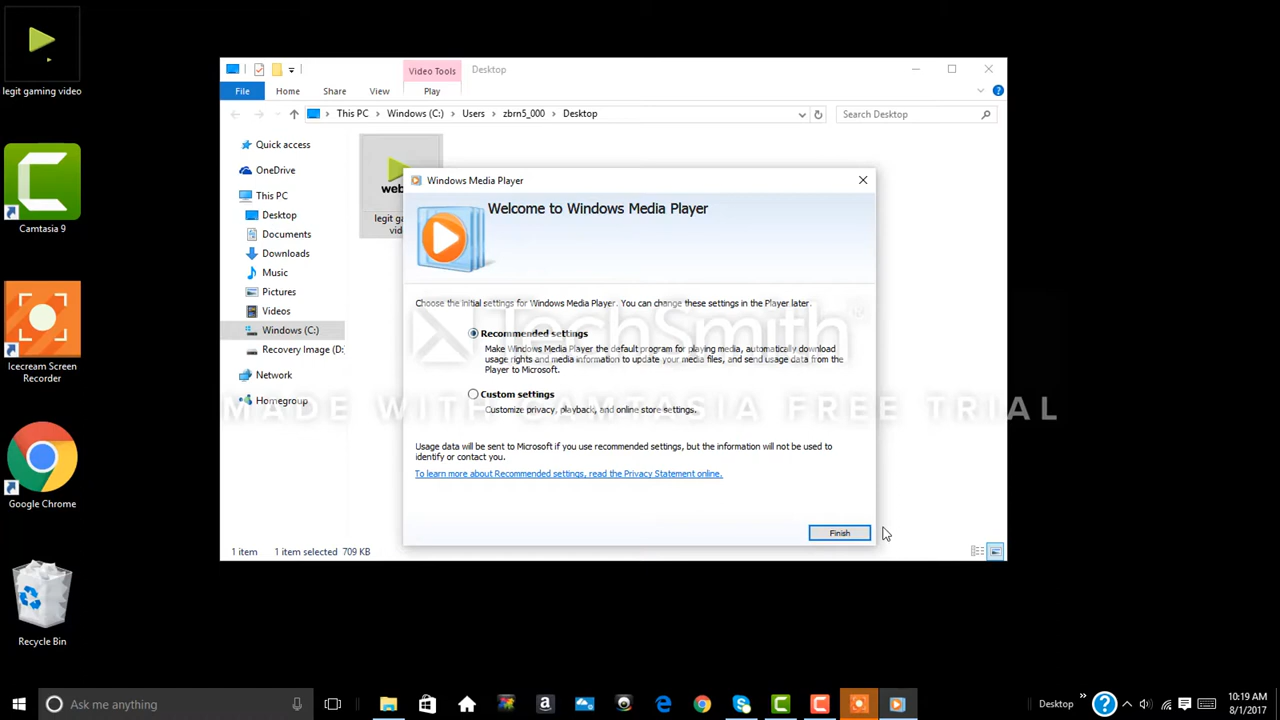 legit gaming video
Camtasia 9
Icecream Screen
Recorder
Google Chrome
Recycle Bin
Video Tools
Desktop
File
Home
Share
View
Play
This PC
Windows (C:)
Users
zbrn5_000
Desktop
Search Desktop
Quick access
OneDrive
This PC
Desktop
Documents
Downloads
Music
Pictures
Videos
Windows (C:)
Recovery Image (D:
Network
Homegroup
web
legit ga
vid
1 item
1 item selected 709 KB
Windows Media Player
Welcome to Windows Media Player
Choose the initial settings for Windows Media Player. You can change these settings in the Player later.
Recommended settings
Make Windows Media Player the default program for playing media, automatically download
usage rights and media information to update your media files, and send usage data from the
Player to Microsoft.
Custom settings
Customize privacy, playback, and online store settings.
Usage data will be sent to Microsoft if you use recommended settings, but the information will not be used to
identify or contact you.
To learn more about Recommended settings, read the Privacy Statement online.
Finish
TechSmith®
MADE WITH CAMTASIA FREE TRIAL
Ask me anything
Desktop
10:19 AM
8/1/2017